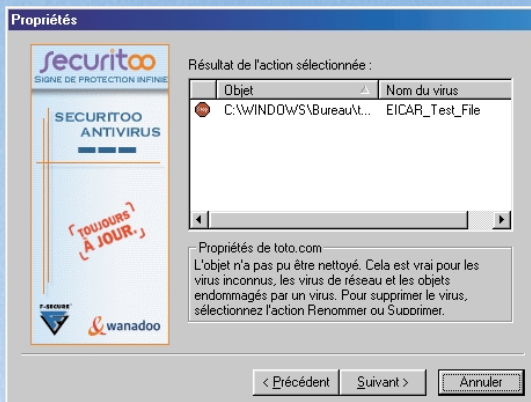 Propriétés
securitoo
SIGNE DE PROTECTION INFINIE
SECURITOO
ANTIVIRUS
TOUJOURS
À JOUR.
F-SECURE
wanadoo
Résultat de l'action sélectionnée :
Objet Nom du virus
C:\WINDOWS\Bureau\t... EICAR_Test_File
Propriétés de toto.com
L'objet n'a pas pu être nettoyé. Cela est vrai pour les
virus inconnus, les virus de réseau et les objets
endommagés par un virus. Pour supprimer le virus,
sélectionnez l'action Renommer ou Supprimer.
< Précédent Suivant > Annuler